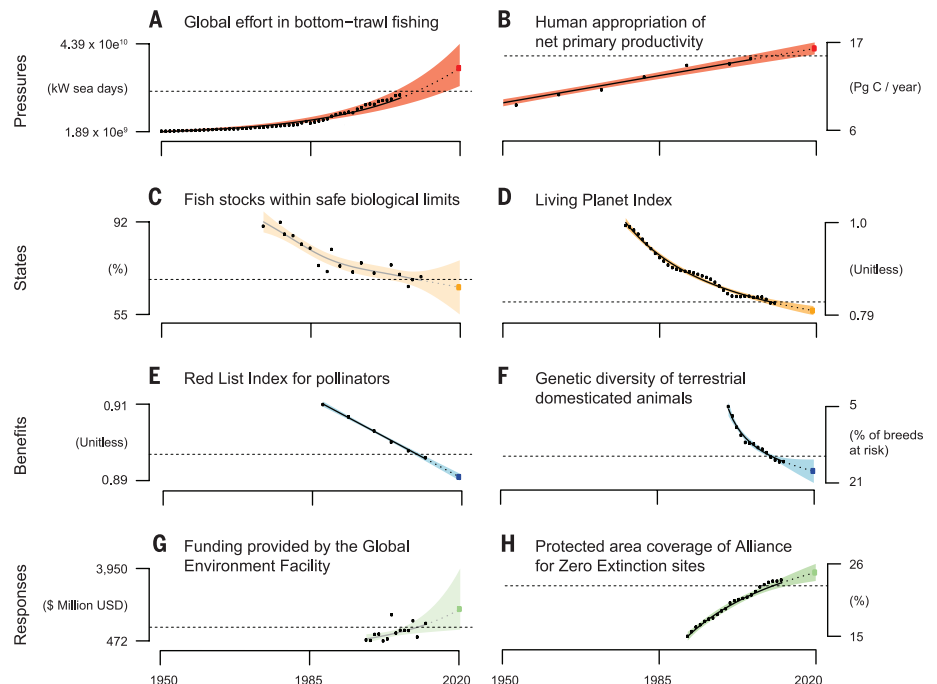 A Global effort in bottom−trawl fishing
4.39 x 10e¹⁰
(kW sea days)
1.89 x 10e⁹
Pressures
1985
B Human appropriation of
net primary productivity
17
(Pg C / year)
6
1950
1985
2020
C Fish stocks within safe biological limits
92
(%)
55
States
D Living Planet Index
1.0
(Unitless)
0.79
E Red List Index for pollinators
0,91
(Unitless)
0.89
Benefits
F Genetic diversity of terrestrial
domesticated animals
5
(% of breeds
at risk)
21
G Funding provided by the Global
Environment Facility
3,950
($ Million USD)
472
Responses
H Protected area coverage of Alliance
for Zero Extinction sites
26
(%)
15
1950
1985
2020
1950
1985
2020